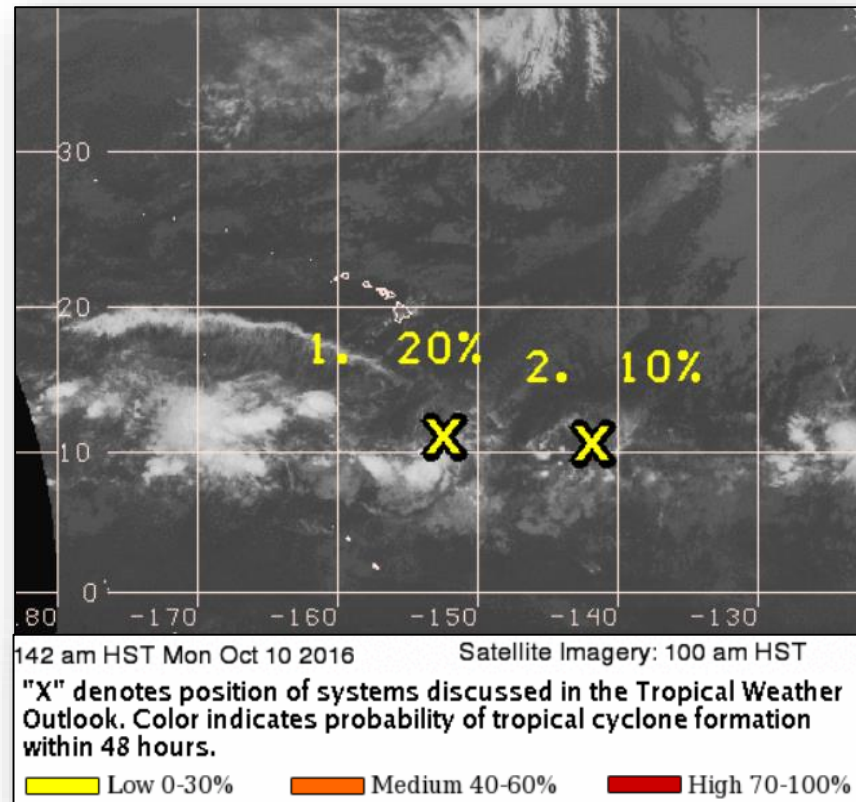 30
20
1. 20%
2. 10%
X
X
10
0
.80 -170 -160 -150 -140 -130
142 am HST Mon Oct 10 2016 Satellite Imagery: 100 am HST
"X" denotes position of systems discussed in the Tropical Weather
Outlook. Color indicates probability of tropical cyclone formation
within 48 hours.
Low 0-30% Medium 40-60% High 70-100%